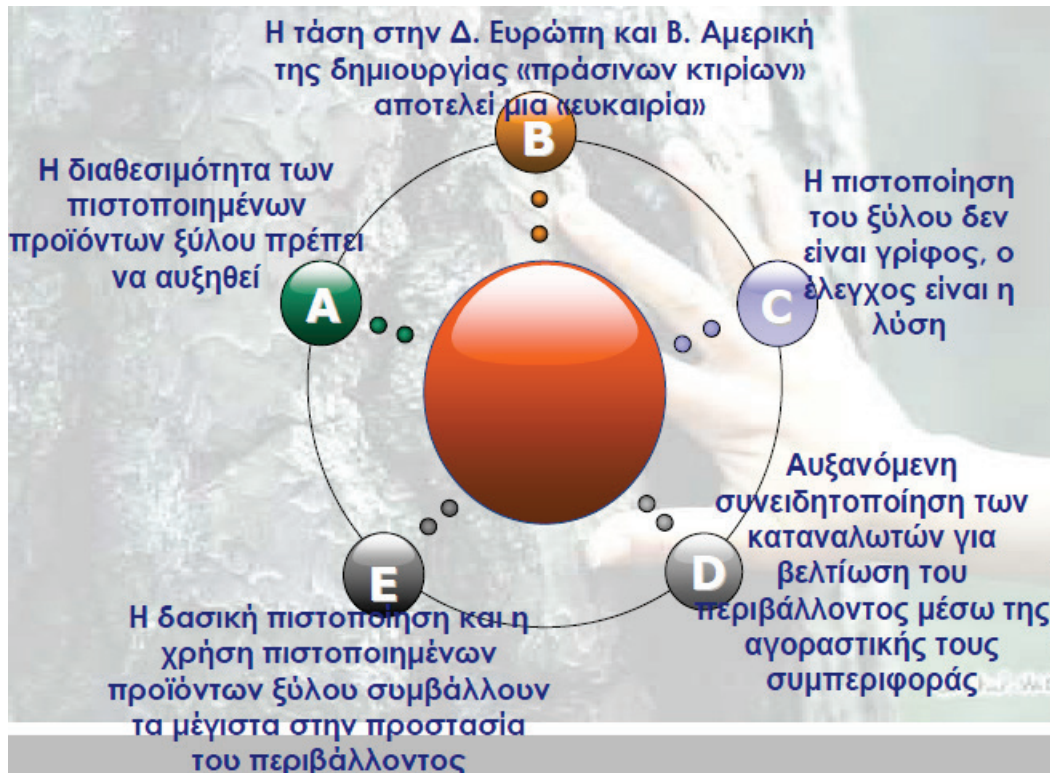 Η τάση στην Δ. Ευρώπη και Β. Αμερική
της δημιουργίας «πράσινων κτιρίων»
αποτελεί μια «ευκαιρία»
B
Η διαθεσιμότητα των
πιστοποιημένων
προϊόντων ξύλου πρέπει
να αυξηθεί
A
Η πιστοποίηση
του ξύλου δεν
είναι γρίφος, ο
έλεγχος είναι η
λύση
C
Αυξανόμενη
συνειδητοποίηση των
καταναλωτών για
βελτίωση του
περιβάλλοντος μέσω της
αγοραστικής τους
συμπεριφοράς
D
E
Η δασική πιστοποίηση και η
χρήση πιστοποιημένων
προϊόντων ξύλου συμβάλλουν
τα μέγιστα στην προστασία
του περιβάλλοντος